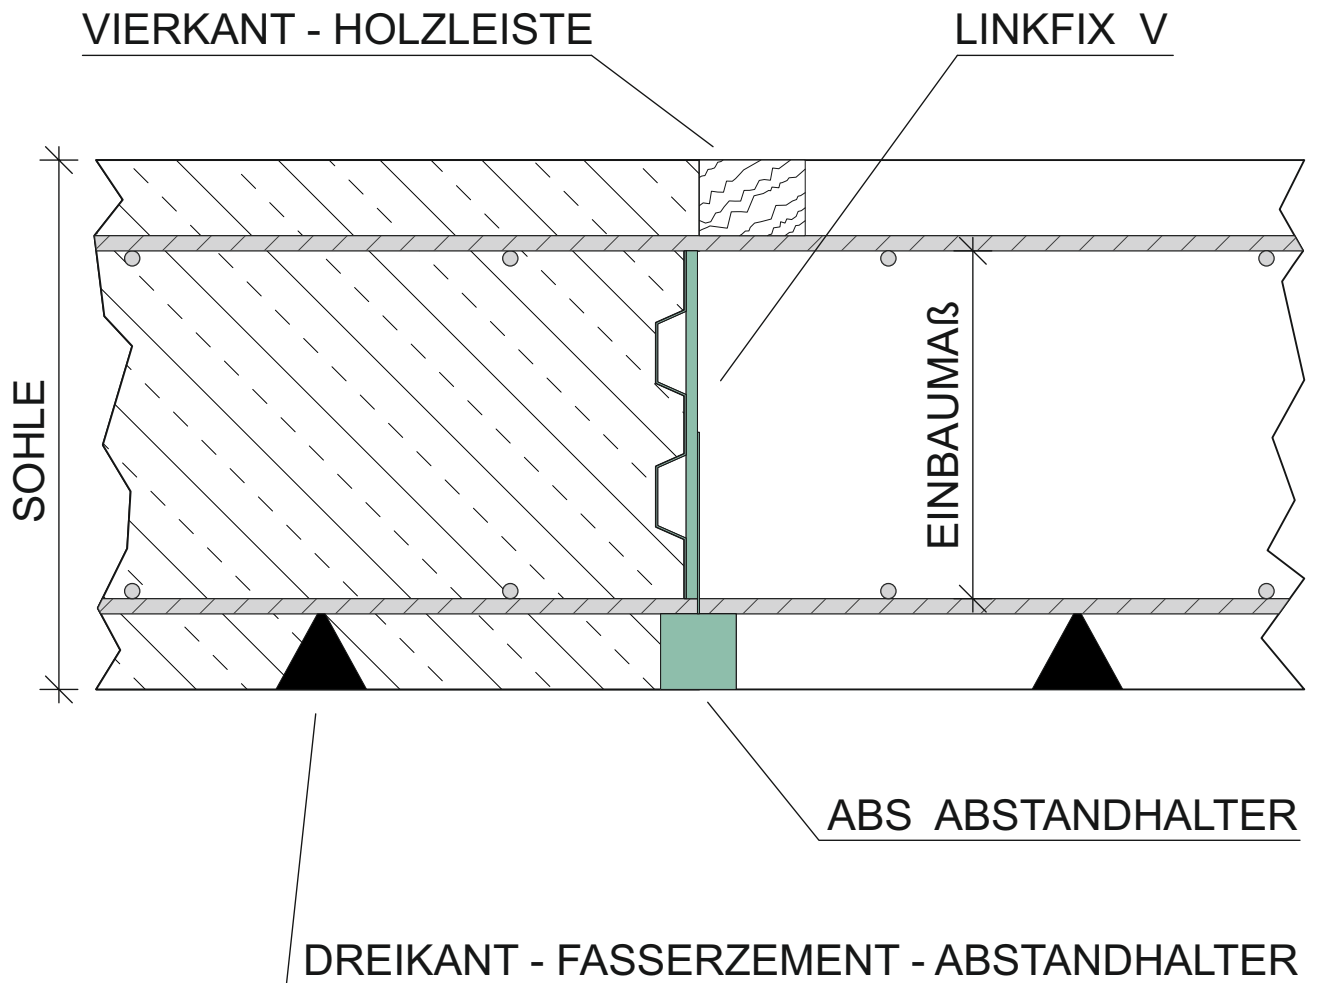 VIERKANT - HOLZLEISTE
LINKFIX V
SOHLE
EINBAUMAß
ABS ABSTANDHALTER
DREIKANT - FASSERZEMENT - ABSTANDHALTER